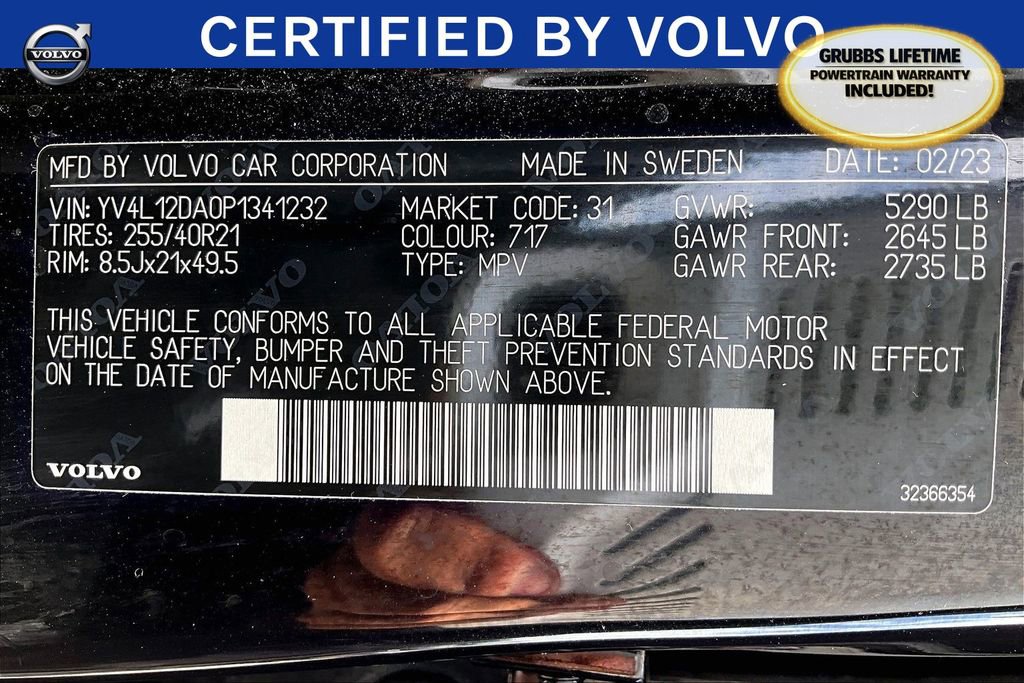 VOLVO
CERTIFIED BY VOLVO
GRUBBS LIFETIME
POWERTRAIN WARRANTY
INCLUDED!
MFD BY VOLVO CAR CORPORATION MADE IN SWEDEN DATE: 02/23
VIN: YV4L12DA0P1341232 MARKET CODE: 31 GVWR: 5290 LB
TIRES: 255/40R21 COLOUR: 717 GAWR FRONT: 2645 LB
RIM: 8.5Jx21x49.5 TYPE: MPV GAWR REAR: 2735 LB
THIS VEHICLE CONFORMS TO ALL APPLICABLE FEDERAL MOTOR
VEHICLE SAFETY, BUMPER AND THEFT PREVENTION STANDARDS IN EFFECT
ON THE DATE OF MANUFACTURE SHOWN ABOVE.
VOLVO
32366354